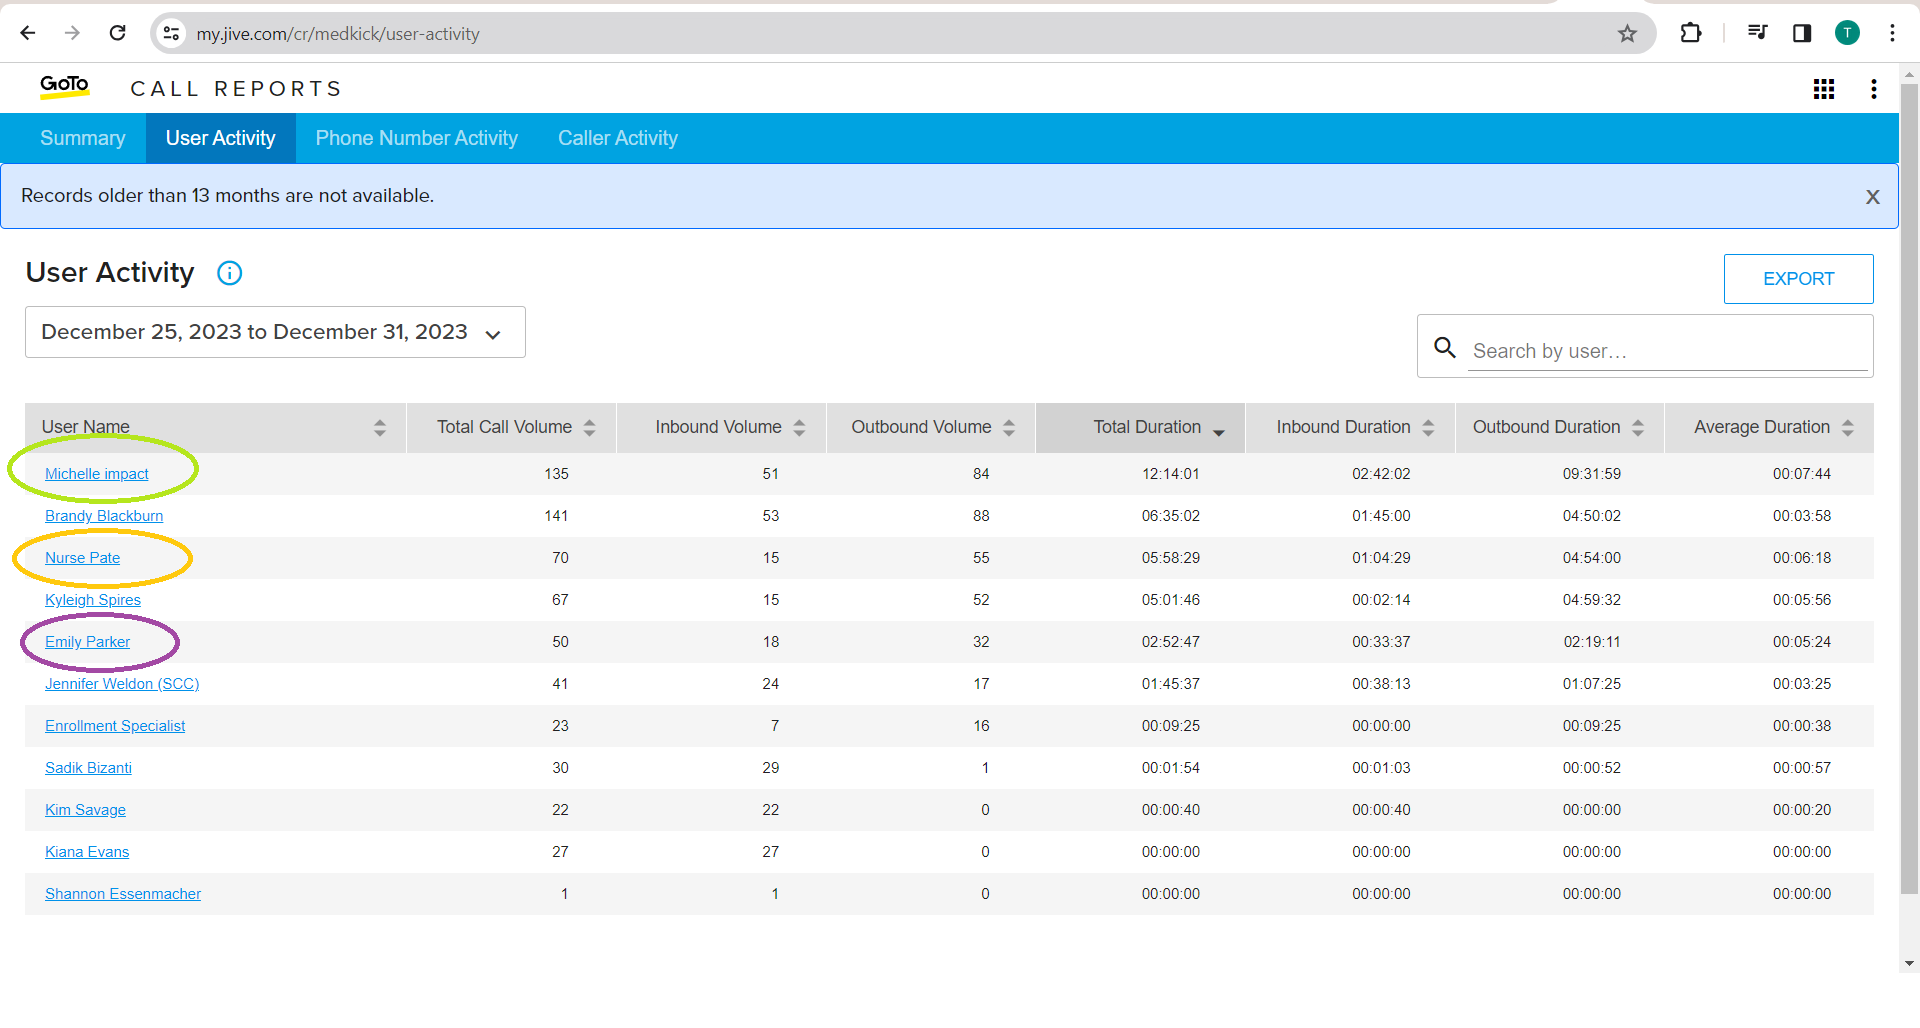 my.jive.com/cr/medkick/user-activity
T
GoTo CALL REPORTS
Summary User Activity Phone Number Activity Caller Activity
Records older than 13 months are not available. X
User Activity i
EXPORT
December 25, 2023 to December 31, 2023
Search by user...
User Name Total Call Volume Inbound Volume Outbound Volume Total Duration Inbound Duration Outbound Duration Average Duration
Michelle impact 135 51 84 12:14:01 02:42:02 09:31:59 00:07:44
Brandy Blackburn 141 53 88 06:35:02 01:45:00 04:50:02 00:03:58
Nurse Pate 70 15 55 05:58:29 01:04:29 04:54:00 00:06:18
Kyleigh Spires 67 15 52 05:01:46 00:02:14 04:59:32 00:05:56
Emily Parker 50 18 32 02:52:47 00:33:37 02:19:11 00:05:24
Jennifer Weldon (SCC) 41 24 17 01:45:37 00:38:13 01:07:25 00:03:25
Enrollment Specialist 23 7 16 00:09:25 00:00:00 00:09:25 00:00:38
Sadik Bizanti 30 29 1 00:01:54 00:01:03 00:00:52 00:00:57
Kim Savage 22 22 0 00:00:40 00:00:40 00:00:00 00:00:20
Kiana Evans 27 27 0 00:00:00 00:00:00 00:00:00 00:00:00
Shannon Essenmacher 1 1 0 00:00:00 00:00:00 00:00:00 00:00:00